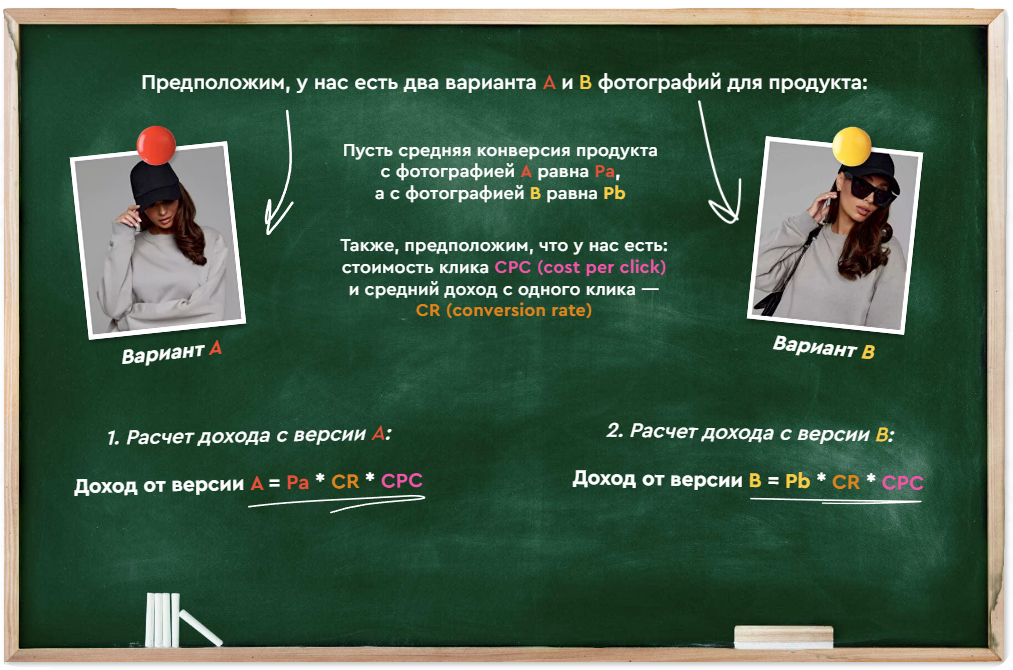 Предположим, у нас есть два варианта A и B фотографий для продукта:
Пусть средняя конверсия продукта
с фотографией A равна Pa,
а с фотографией B равна Pb
Также, предположим, что у нас есть:
стоимость клика CPC (cost per click)
и средний доход с одного клика —
CR (conversion rate)
Вариант A
Вариант B
1. Расчет дохода с версии A:
Доход от версии A = Pa * CR * CPC
2. Расчет дохода с версии B:
Доход от версии B = Pb * CR * CPC